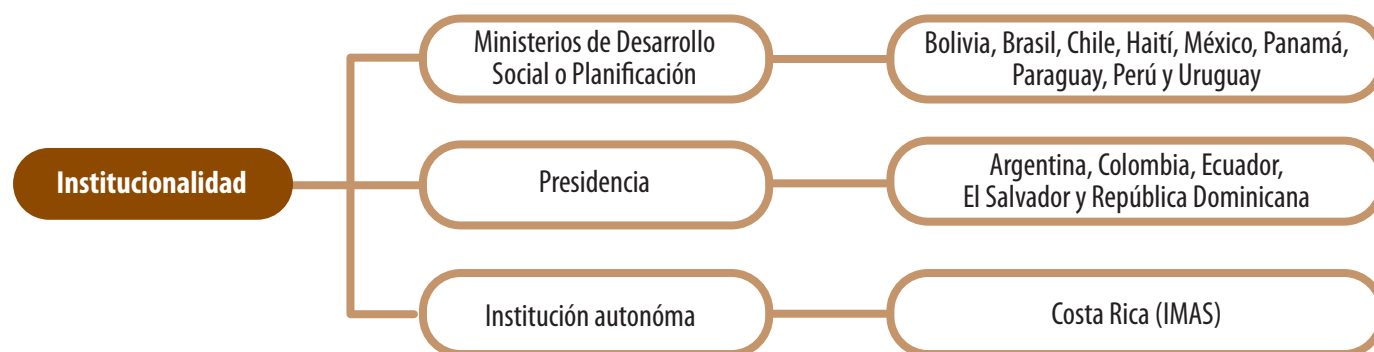 Institucionalidad
Ministerios de Desarrollo
Social o Planificación
Bolivia, Brasil, Chile, Haití, México, Panamá,
Paraguay, Perú y Uruguay
Presidencia
Argentina, Colombia, Ecuador,
El Salvador y República Dominicana
Institución autonóma
Costa Rica (IMAS)